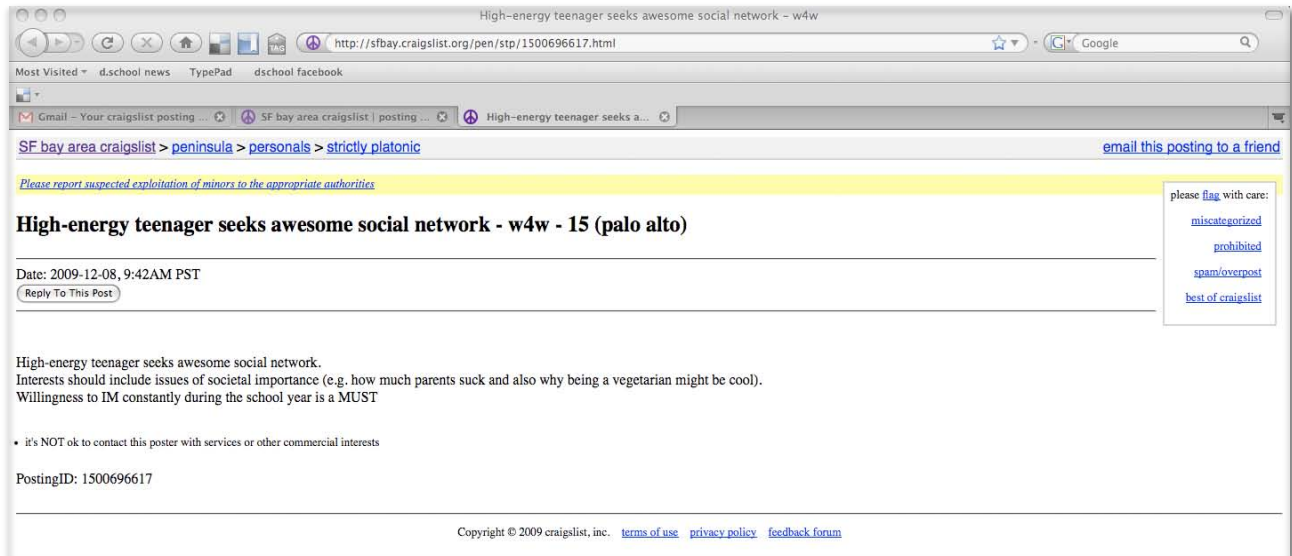 High-energy teenager seeks awesome social network - w4w
TAG
http://sfbay.craigslist.org/pen/stp/1500696617.html
G
Google
Most Visited
d.school news
TypePad
dschool facebook
Gmail - Your craigslist posting ...
SF bay area craigslist | posting ...
High-energy teenager seeks a...
SF bay area craigslist > peninsula > personals > strictly platonic
email this posting to a friend
Please report suspected exploitation of minors to the appropriate authorities
please flag with care:
miscategorized
prohibited
spam/overpost
best of craigslist
High-energy teenager seeks awesome social network - w4w - 15 (palo alto)
Date: 2009-12-08, 9:42AM PST
Reply To This Post
High-energy teenager seeks awesome social network.
Interests should include issues of societal importance (e.g. how much parents suck and also why being a vegetarian might be cool).
Willingness to IM constantly during the school year is a MUST
• it's NOT ok to contact this poster with services or other commercial interests
PostingID: 1500696617
Copyright © 2009 craigslist, inc. terms of use privacy policy feedback forum